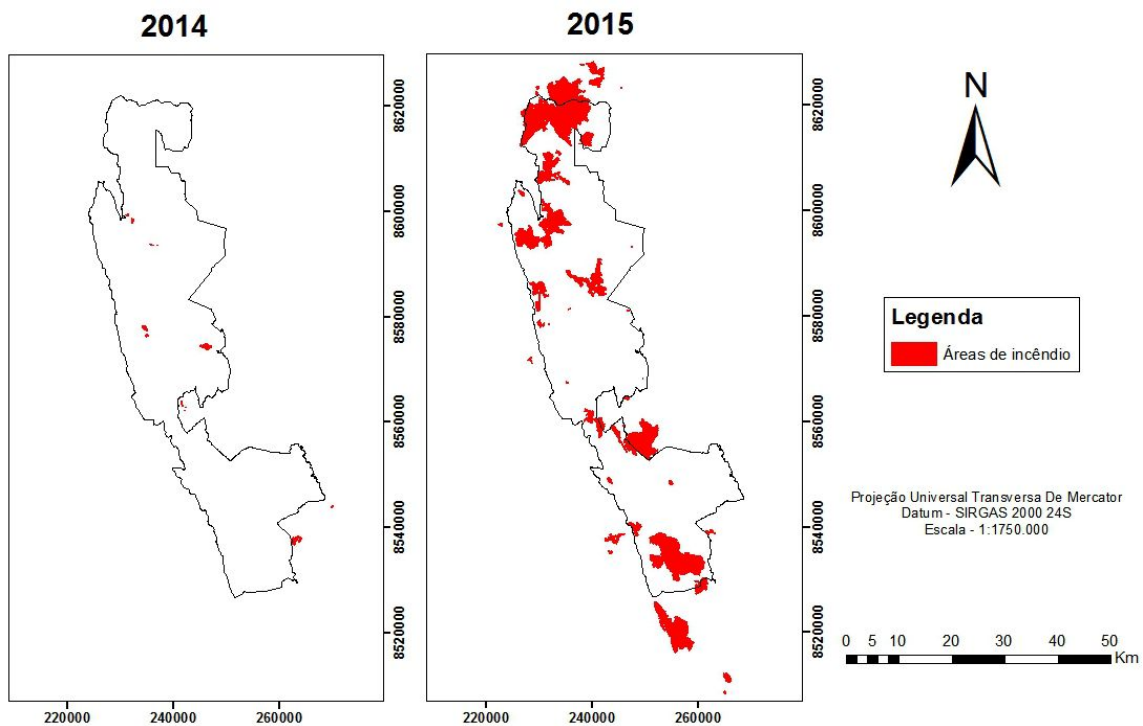 2014
2015
8620000
8600000
8580000
8560000
8540000
8520000
220000
240000
260000
8620000
8600000
8580000
8560000
8540000
8520000
220000
240000
260000
N
Legenda
Áreas de incêndio
Projeção Universal Transversa De Mercator
Datum - SIRGAS 2000 24S
Escala - 1:1750.000
0 5 10 20 30 40 50
Km